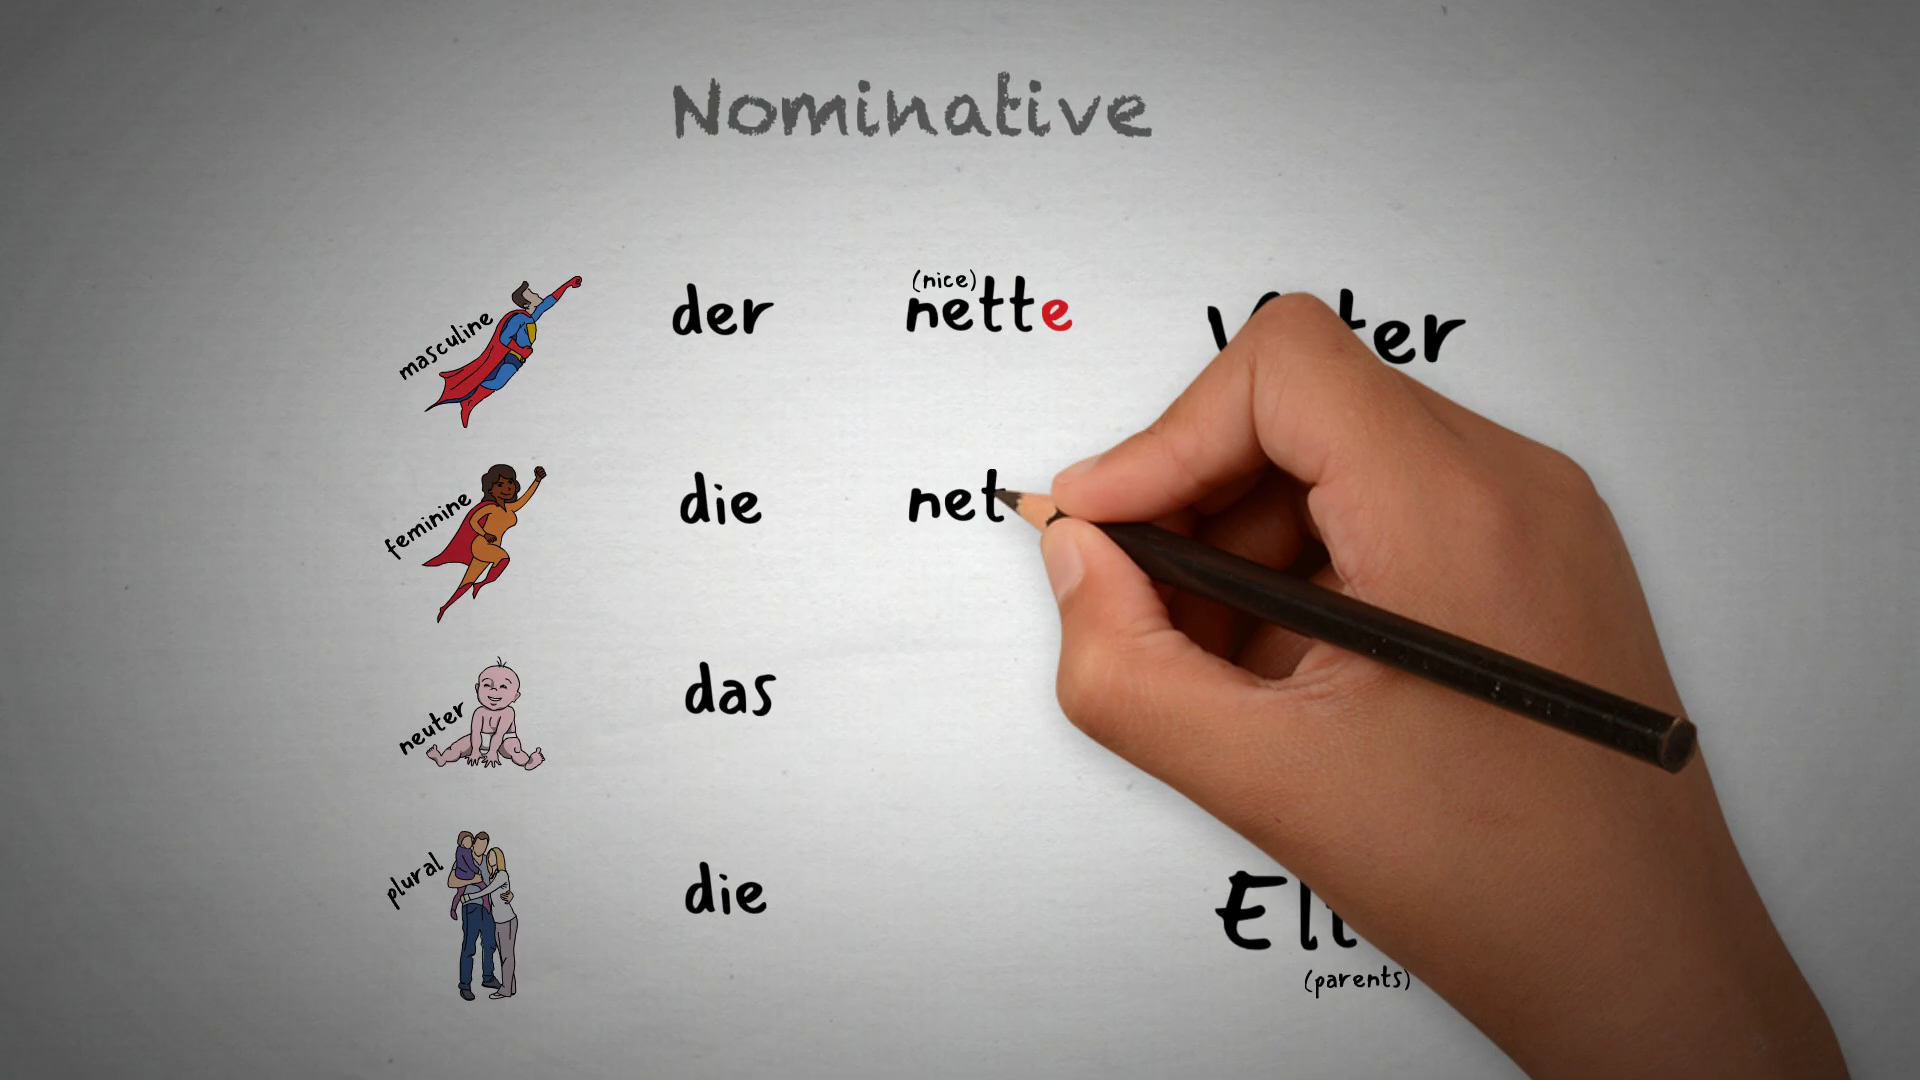 Nominative
masculine
der
(nice)
nette
feminine
die
net
neuter
das
plural
die
(parents)